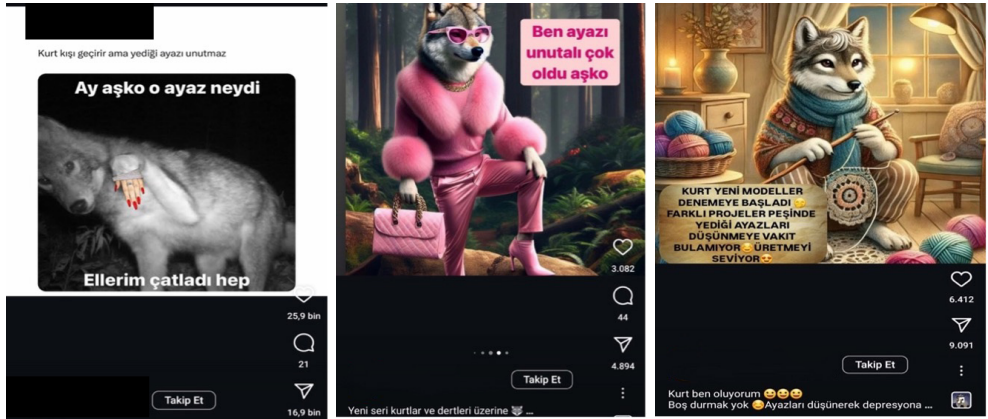 Kurt kışı geçirir ama yediği ayazı unutmaz
Ay aşko o ayaz neydi
Ellerim çatladı hep
25,9 bin
21
Takip Et
16,9 bin
Ben ayazı
unutalı çok
oldu aşko
3.082
44
4.894
Takip Et
Yeni seri kurtlar ve dertleri üzerine 🐺 ...
KURT YENİ MODELLER
DENEMEYE BAŞLADI 😋
FARKLI PROJELER PEŞİNDE
YEDİĞİ AYAZLARI
DÜŞÜNMEYE VAKIT
BULAMIYOR😋 ÜRETMEYİ
SEVİYOR😋
6.412
9.091
Takip Et
Kurt ben oluyorum 😄😄😄
Boş durmak yok 😋Ayazları düşünerek depresyona ...